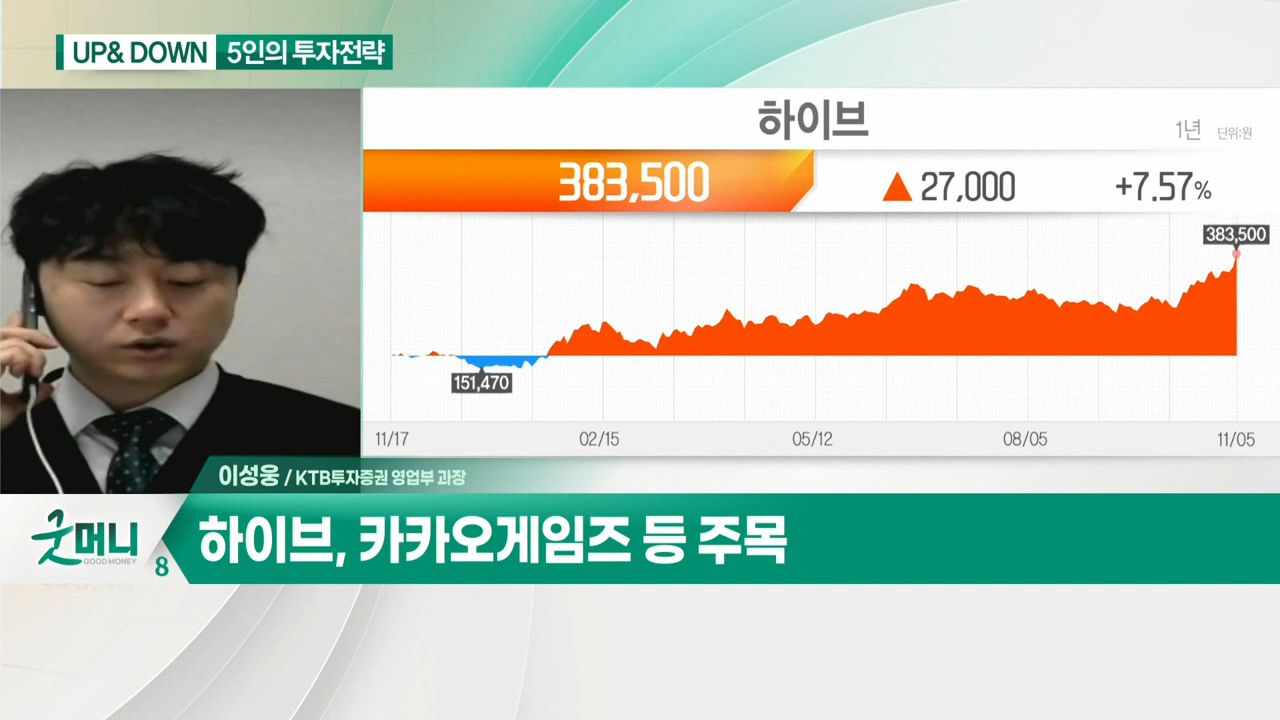 UP& DOWN 5인의 투자전략
하이브
1년 단위:원
383,500 ▲ 27,000 +7.57%
383,500
151,470
11/17 02/15 05/12 08/05 11/05
이성웅 / KTB투자증권 영업부 과장
굿머니
GOOD MONEY
8
하이브, 카카오게임즈 등 주목